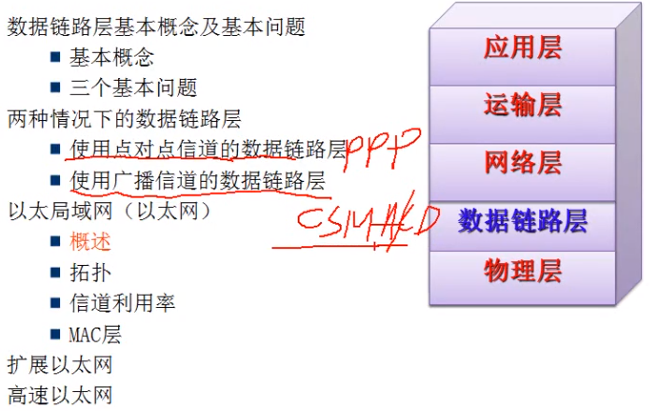 数据链路层基本概念及基本问题
■ 基本概念
■ 三个基本问题
两种情况下的数据链路层
■ 使用点对点信道的数据链路层 PPP
■ 使用广播信道的数据链路层
CSMA/CD
以太局域网（以太网）
■ 概述
■ 拓扑
■ 信道利用率
■ MAC层
扩展以太网
高速以太网
应用层
运输层
网络层
数据链路层
物理层